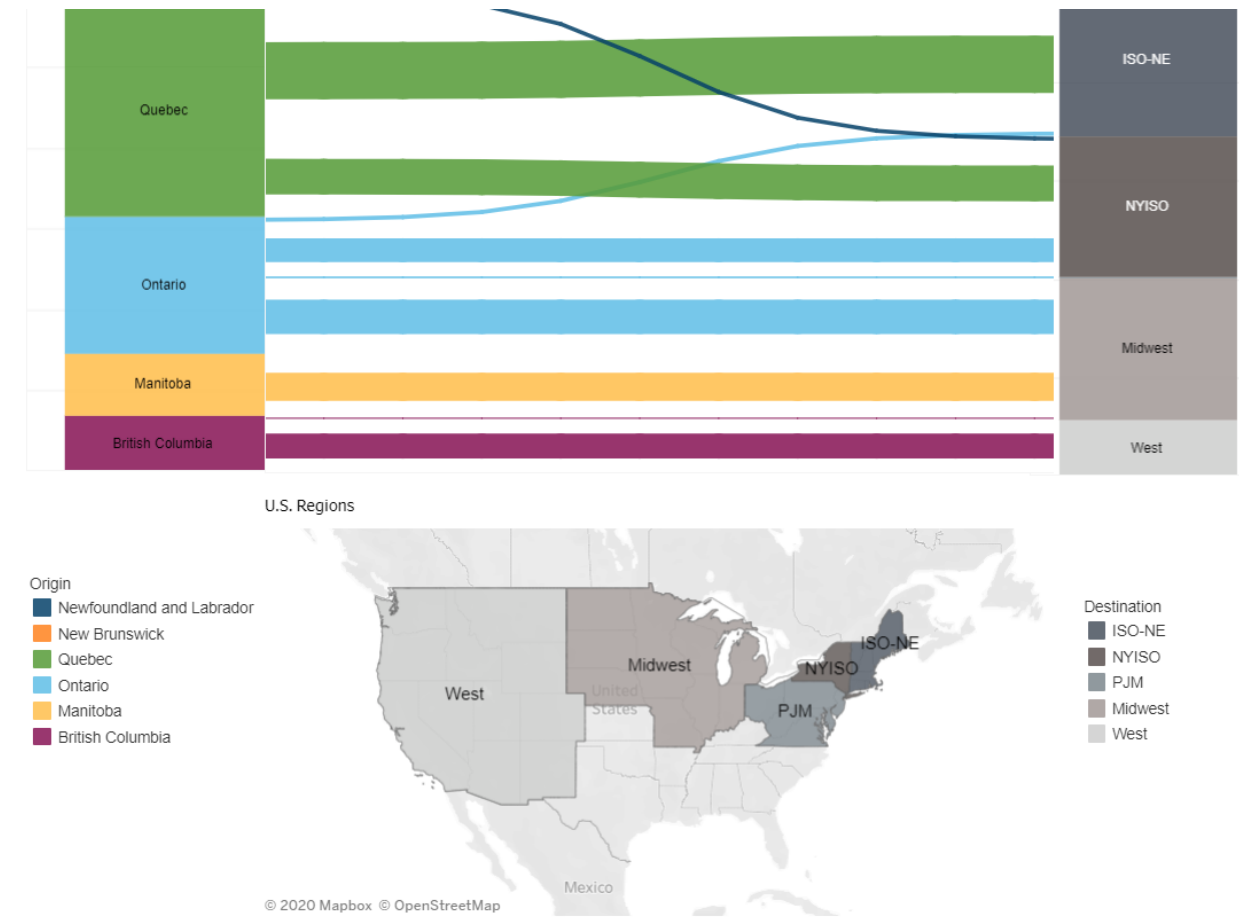 ISO-NE
Quebec
NYISO
Ontario
Midwest
Manitoba
British Columbia
West
U.S. Regions
Origin
Newfoundland and Labrador
New Brunswick
Quebec
Ontario
Manitoba
British Columbia
West
Midwest
United
States
ISO-NE
NYISO
PJM
Mexico
© 2020 Mapbox © OpenStreetMap
Destination
ISO-NE
NYISO
PJM
Midwest
West